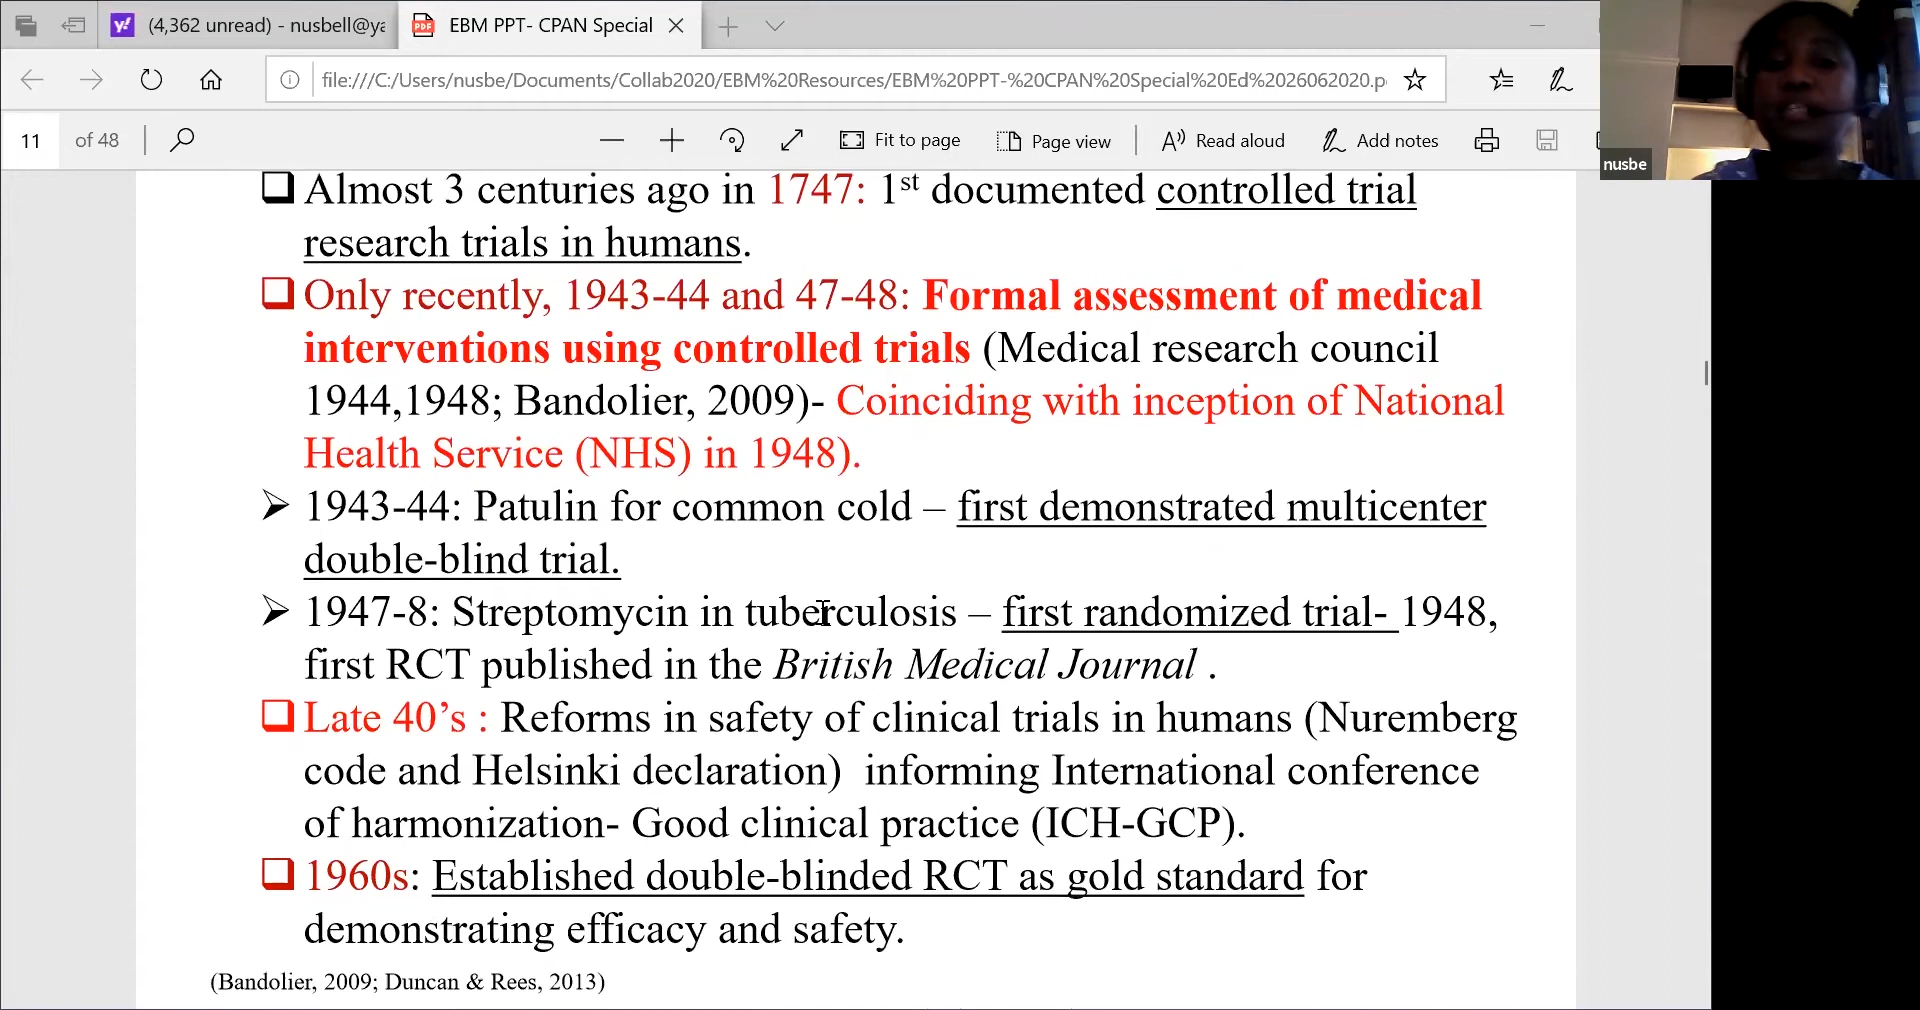 (4,362 unread) - nusbell@ya
EBM PPT- CPAN Special
file:///C:/Users/nusbe/Documents/Collab2020/EBM%20Resources/EBM%20PPT-%20CPAN%20Special%20Ed%2026062020.p
11 of 48
Fit to page
Page view
Read aloud
Add notes
nusbe
Almost 3 centuries ago in 1747: 1st documented controlled trial
research trials in humans.
Only recently, 1943-44 and 47-48: Formal assessment of medical
interventions using controlled trials (Medical research council
1944,1948; Bandolier, 2009)- Coinciding with inception of National
Health Service (NHS) in 1948).
1943-44: Patulin for common cold – first demonstrated multicenter
double-blind trial.
1947-8: Streptomycin in tuberculosis – first randomized trial- 1948,
first RCT published in the British Medical Journal .
Late 40’s : Reforms in safety of clinical trials in humans (Nuremberg
code and Helsinki declaration) informing International conference
of harmonization- Good clinical practice (ICH-GCP).
1960s: Established double-blinded RCT as gold standard for
demonstrating efficacy and safety.
(Bandolier, 2009; Duncan & Rees, 2013)